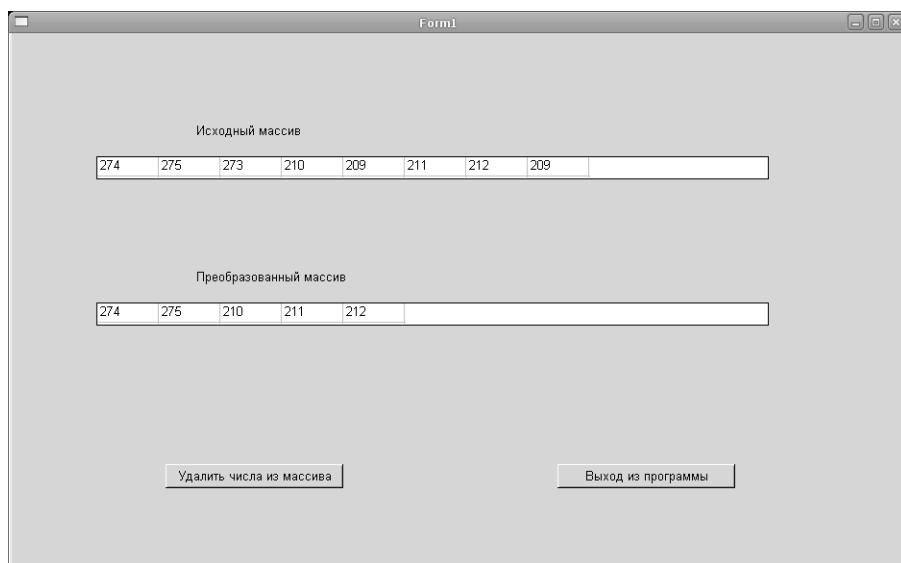 Form1
Исходный массив
274 275 273 210 209 211 212 209
Преобразованный массив
274 275 210 211 212
Удалить числа из массива Выход из программы